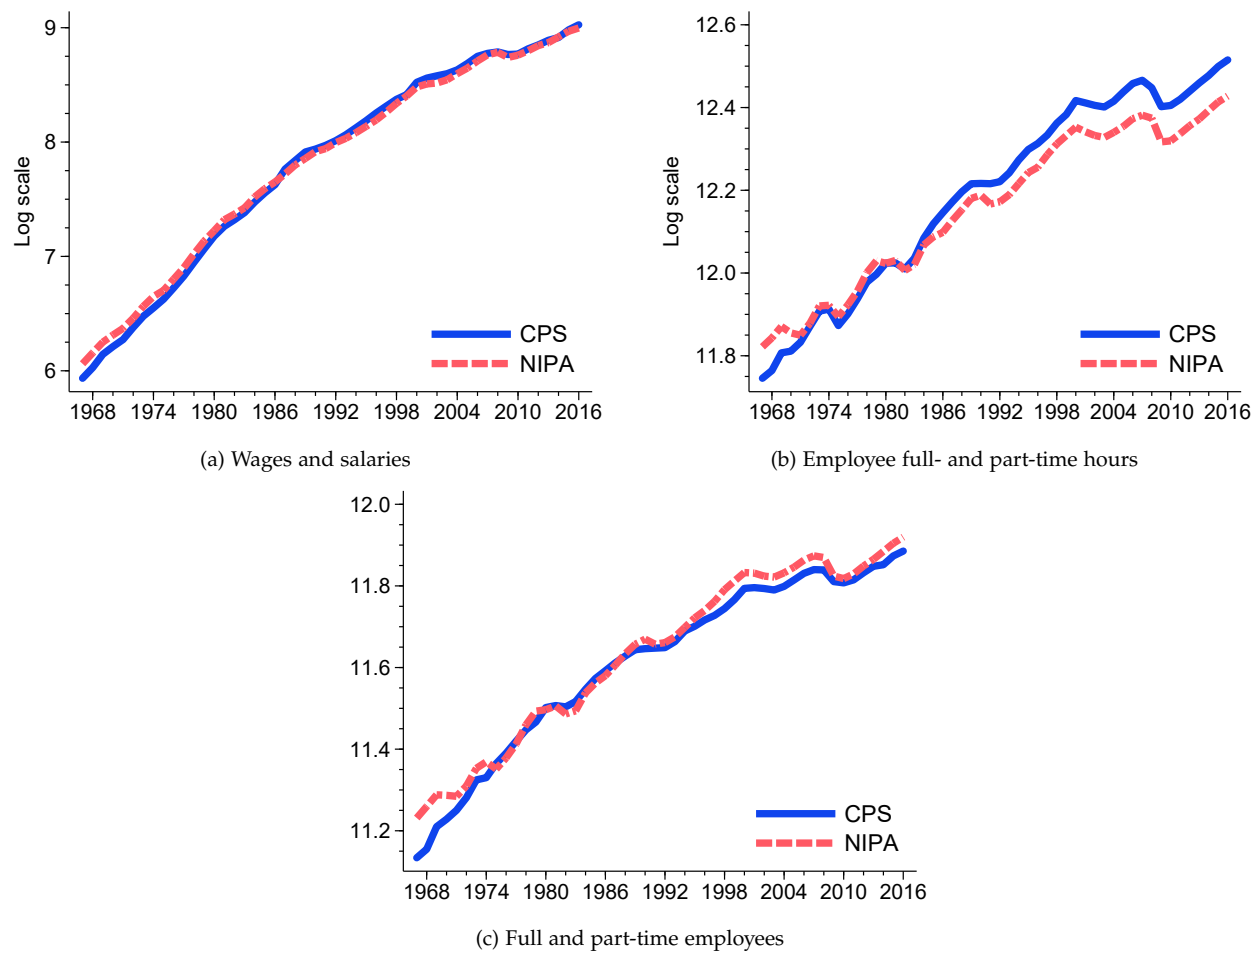 9
8
7
6
Log scale
CPS
NIPA
1968 1974 1980 1986 1992 1998 2004 2010 2016
(a) Wages and salaries
12.6
12.4
12.2
12.0
11.8
Log scale
CPS
NIPA
1968 1974 1980 1986 1992 1998 2004 2010 2016
(b) Employee full- and part-time hours
12.0
11.8
11.6
11.4
11.2
CPS
NIPA
1968 1974 1980 1986 1992 1998 2004 2010 2016
(c) Full and part-time employees